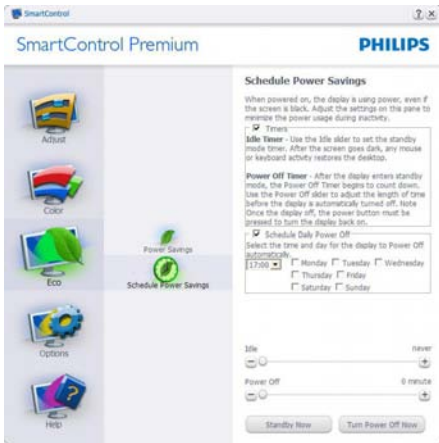 SmartControl
SmartControl Premium
PHILIPS
Adjust
Color
Eco
Options
Help
Power Savings
Schedule Power Savings
Schedule Power Savings
When powered on, the display is using power, even if
the screen is black. Adjust the settings on this pane to
minimize the power usage during inactivity.
Timers
Idle Timer - Use the Idle slider to set the standby
mode timer. After the screen goes dark, any mouse
or keyboard activity restores the desktop.
Power Off Timer - After the display enters standby
mode, the Power Off Timer begins to count down.
Use the Power Off slider to adjust the length of time
before the display is automatically turned off. Note
Once the display off, the power button must be
pressed to turn the display back on.
Schedule Daily Power Off
Select the time and day for the display to Power Off
automatically.
17:00 Monday Tuesday Wednesday
Thursday Friday
Saturday Sunday
Idle never
Power Off 0 minute
Standby Now Turn Power Off Now